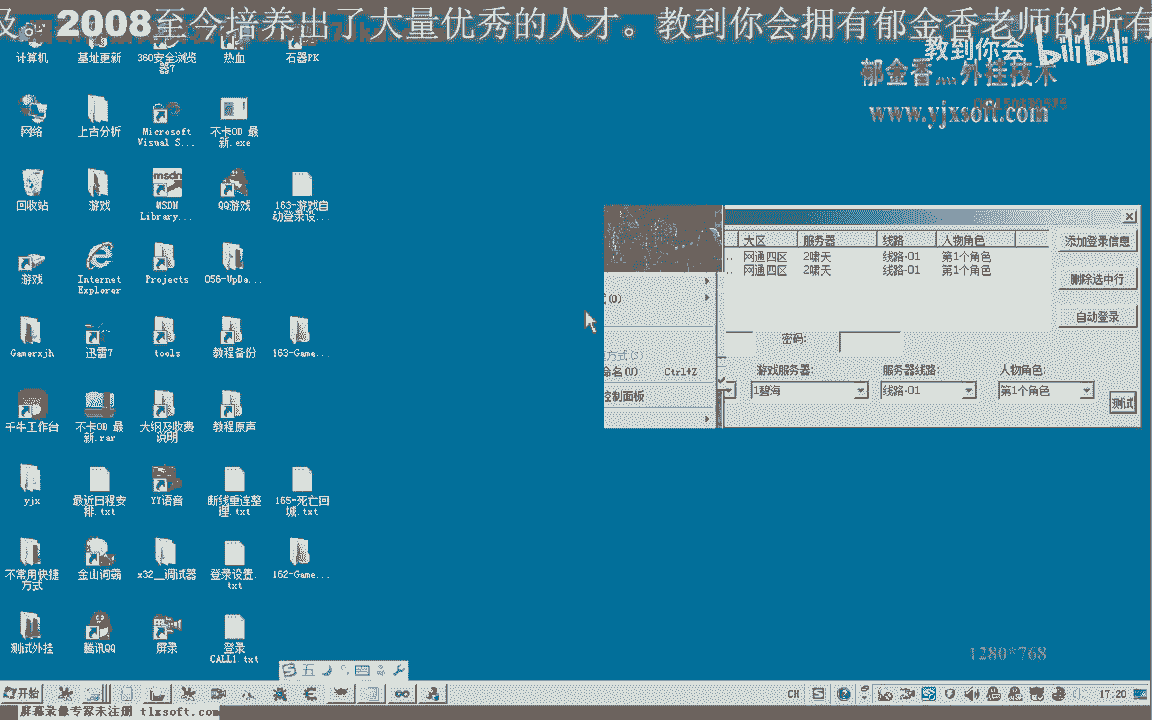 2008至今培养出了大量优秀的人才。教到你会拥有郁金香老师的所有
教到你会 bilibili
郁金香灬外挂技术
www.yjxsoft.com
计算机 基址更新 360安全浏览器7 热血 石器PK
网络 上古分析 Microsoft Visual S... 不卡OD 最新.exe
回收站 游戏 MSDN Library... QQ游戏 163-游戏自动登录设...
游戏 Internet Explorer Projects 056-UpDa...
Gamerxjh 迅雷7 tools 教程备份 163-Game...
千牛工作台 不卡OD 最新.rar 大纲及收费说明 教程原声
yjx 最近日程安排.txt YY语音 断线重连整理.txt 165-死亡回城.txt
不常用快捷方式 金山词霸 x32__调试器 登录设置.txt 162-Game...
测试外挂 腾讯QQ 屏录 登录CALL1.txt
大区 服务器 线路 人物角色
网通四区 2啸天 线路-01 第1个角色
网通四区 2啸天 线路-01 第1个角色
添加登录信息
删除选中行
自动登录
(O)
密码:
方式(S)
命名(U) Ctrl+Z
控制面板
游戏服务器: 服务器线路: 人物角色:
1碧海 线路-01 第1个角色
测试
1280*768
五
开始 CH 17:20
屏幕录像专家未注册 tlxsoft.com